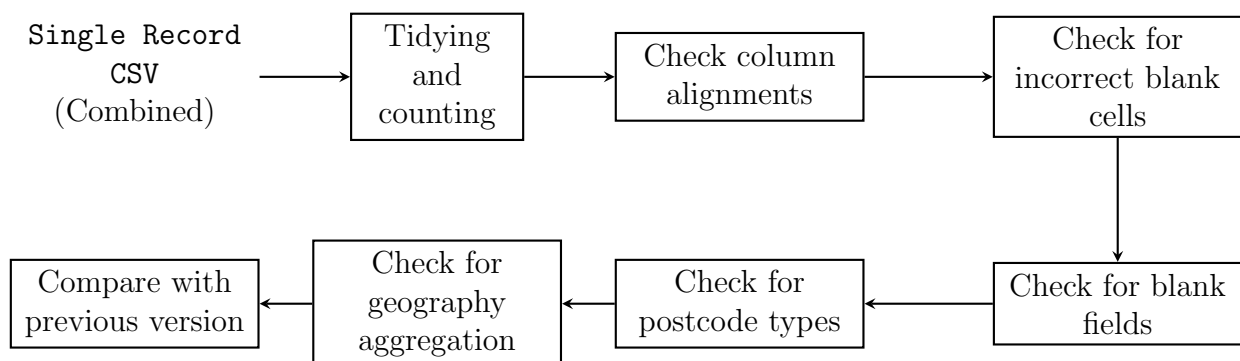 Single Record
CSV
(Combined)
Tidying
and
counting
Check column
alignments
Check for
incorrect blank
cells
Check for blank
fields
Check for
postcode types
Check for
geography
aggregation
Compare with
previous version